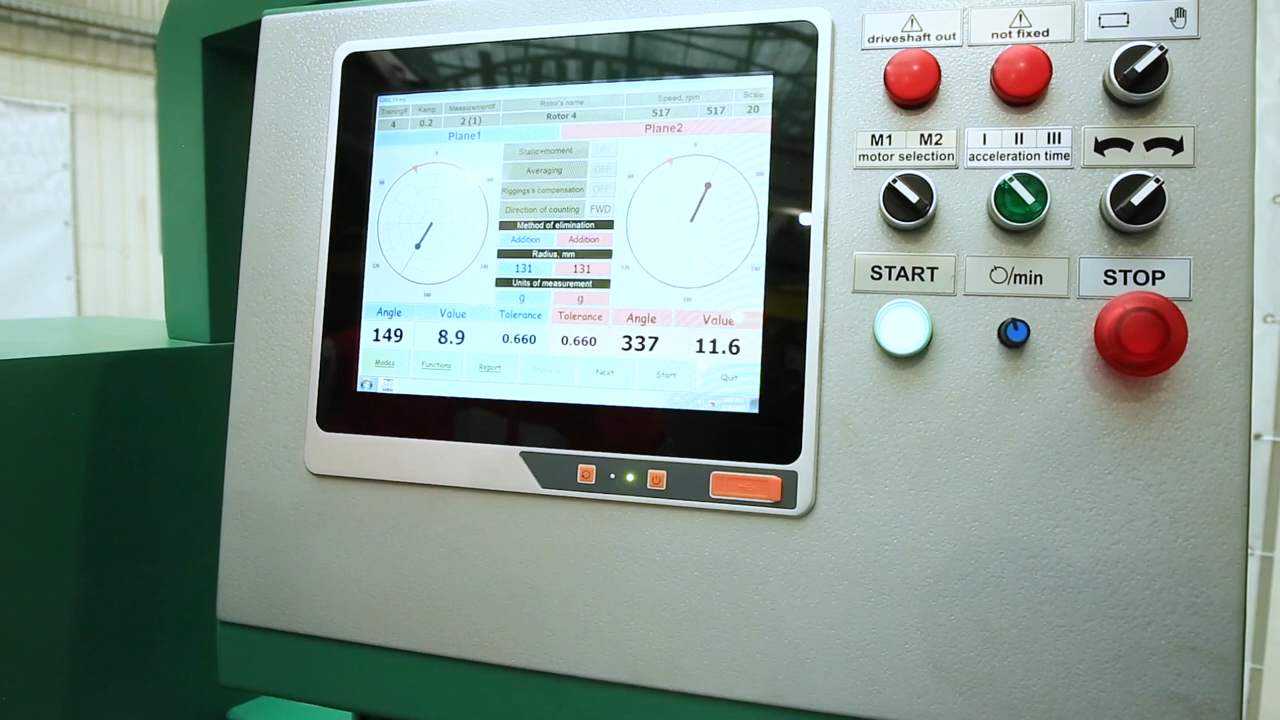 Training# Kamp Measurement# Rotor's name Speed, rpm Scale
4 0.2 2 (1) Rotor 4 517 517 20
Plane1 Plane2
Static+moment OFF
Averaging OFF
Riggings's compensation OFF
Direction of counting FWD
Method of elimination
Addition Addition
Radius, mm
131 131
Units of measurement
g g
Angle Value Tolerance Tolerance Angle Value
149 8.9 0.660 0.660 337 11.6
Modes Functions Report Previous Next Start Quit
driveshaft out
not fixed
M1 M2
motor selection
I II III
acceleration time
START
/min
STOP